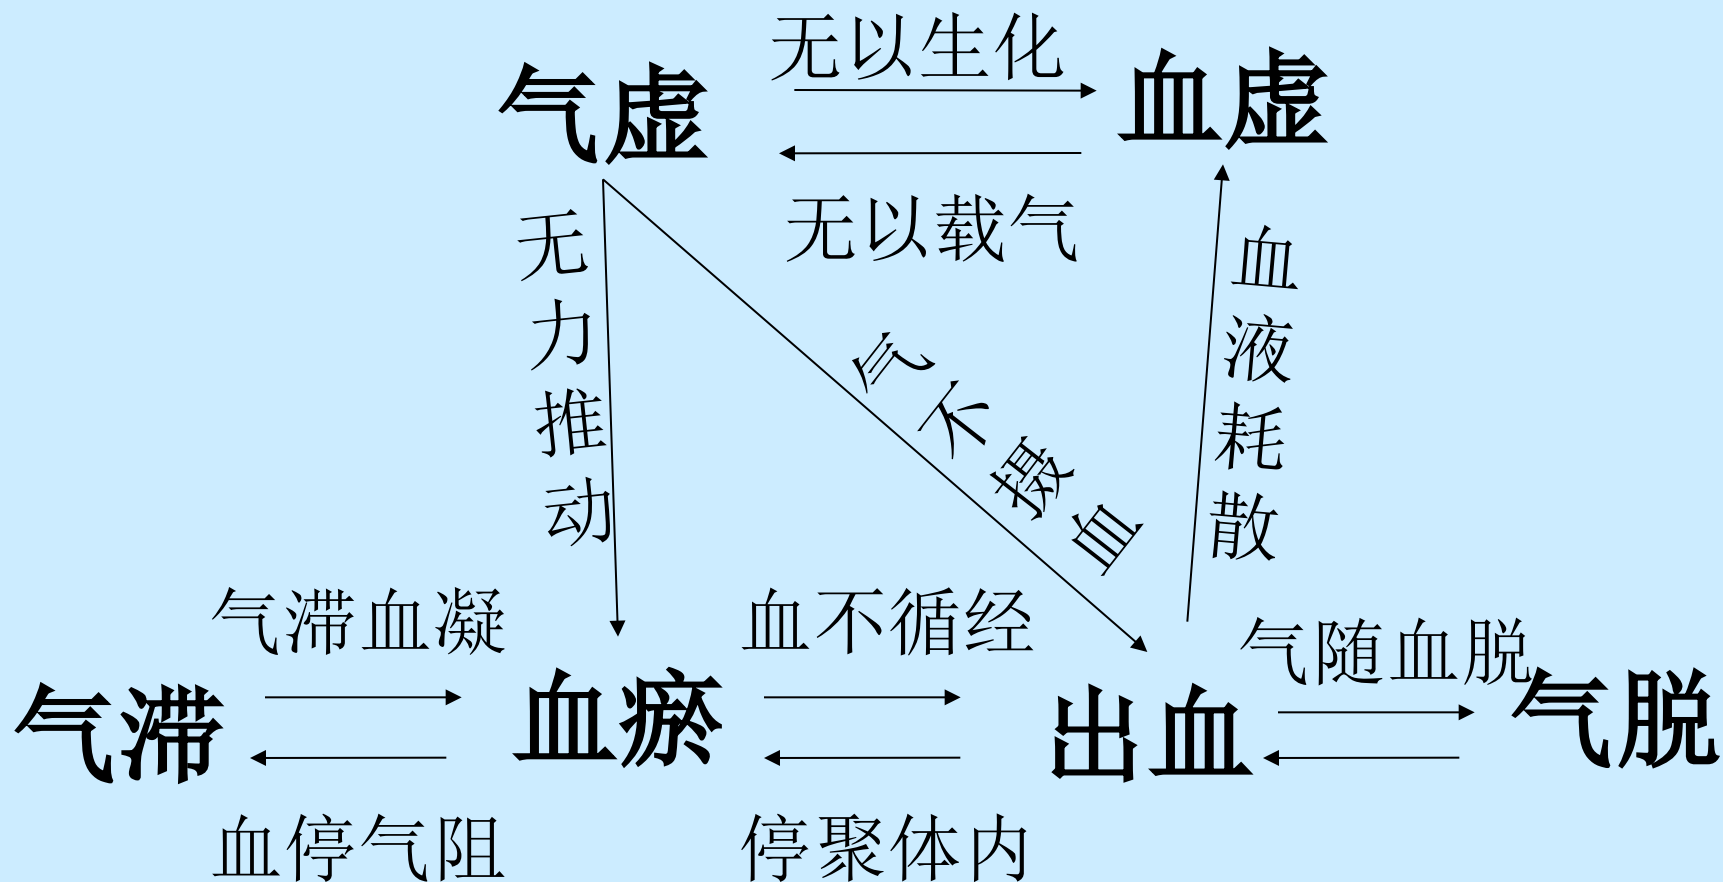 无以生化
气虚
血虚
无以载气
无力推动
气不摄血
血液耗散
气滞血凝
血不循经
气随血脱
气滞
血瘀
出血
气脱
血停气阻
停聚体内